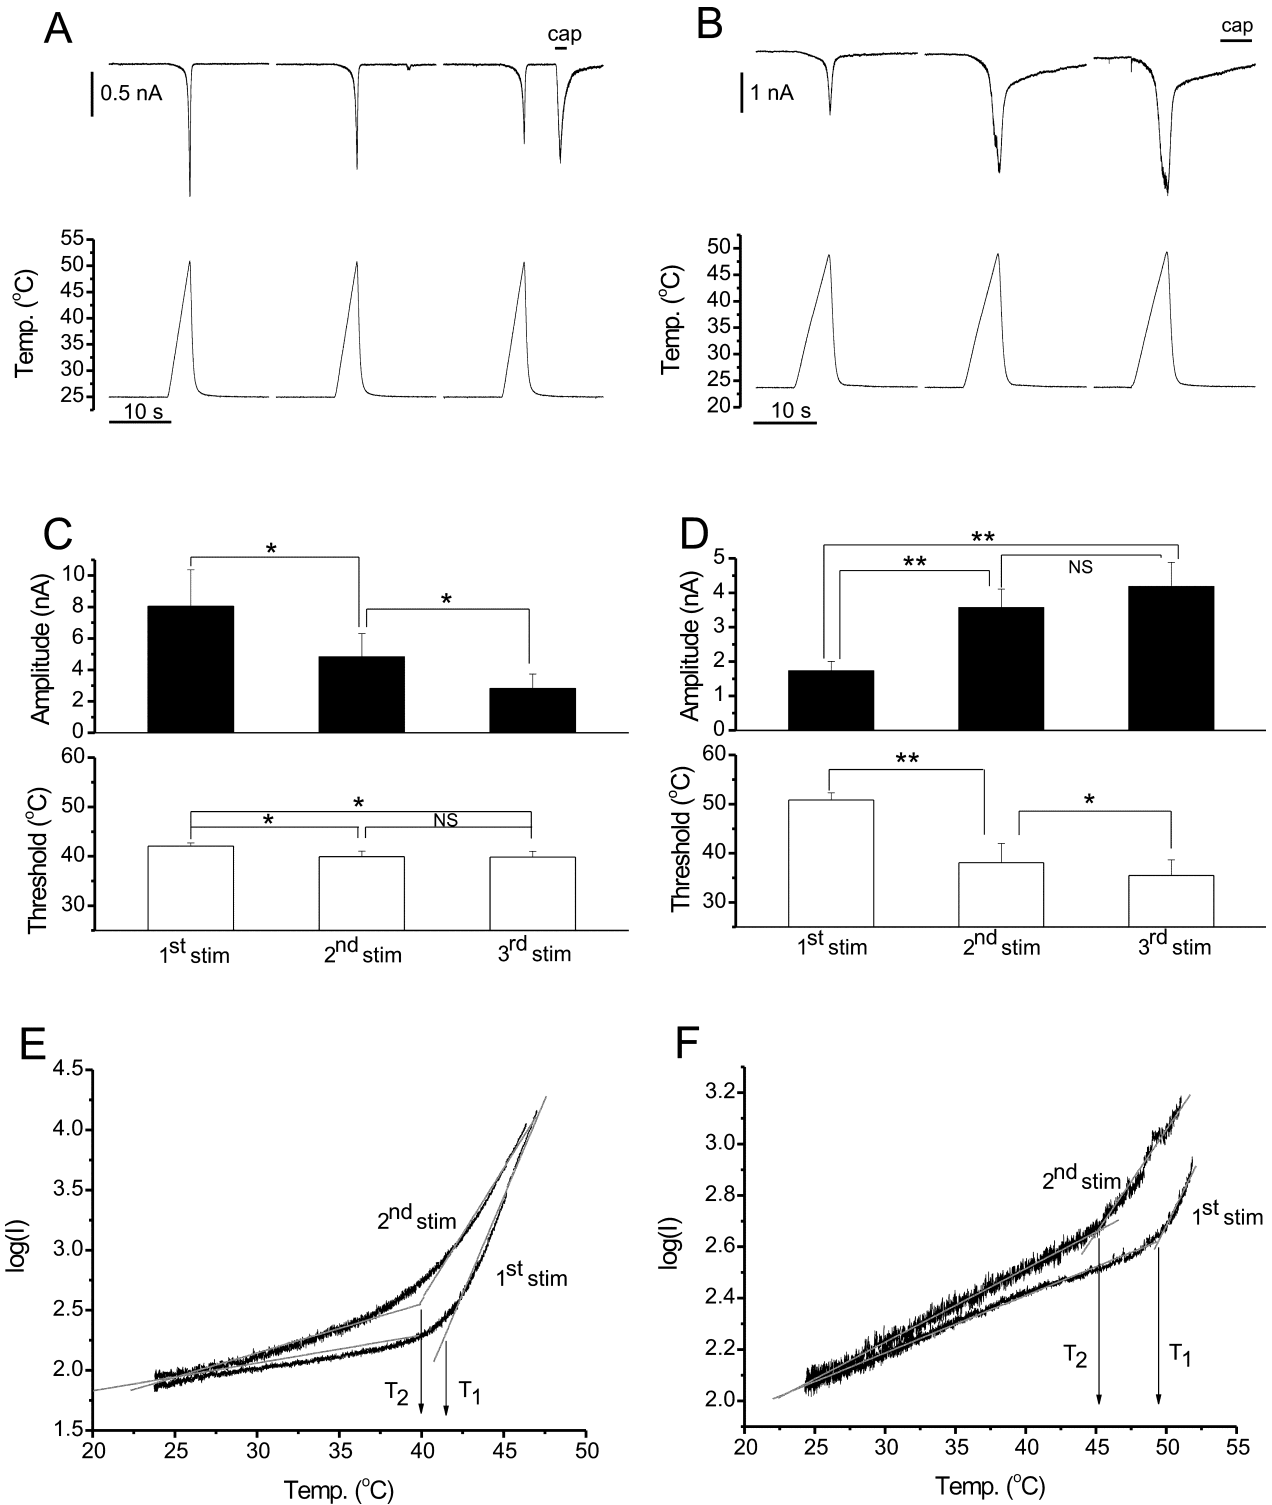 A
cap
0.5 nA
55
50
45
40
35
30
25
Temp. (°C)
10 s
B
cap
1 nA
50
45
40
35
30
25
20
Temp. (°C)
10 s
C
*
*
10
8
6
4
2
0
Amplitude (nA)
60
50
40
30
Threshold (°C)
*
*
NS
1st stim
2nd stim
3rd stim
D
**
**
NS
5
4
3
2
1
0
Amplitude (nA)
60
50
40
30
Threshold (°C)
**
*
1st stim
2nd stim
3rd stim
E
4.5
4.0
3.5
3.0
2.5
2.0
1.5
log(I)
2nd stim
1st stim
T2
T1
20 25 30 35 40 45 50
Temp. (°C)
F
3.2
3.0
2.8
2.6
2.4
2.2
2.0
log(I)
2nd stim
1st stim
T2
T1
20 25 30 35 40 45 50 55
Temp. (°C)